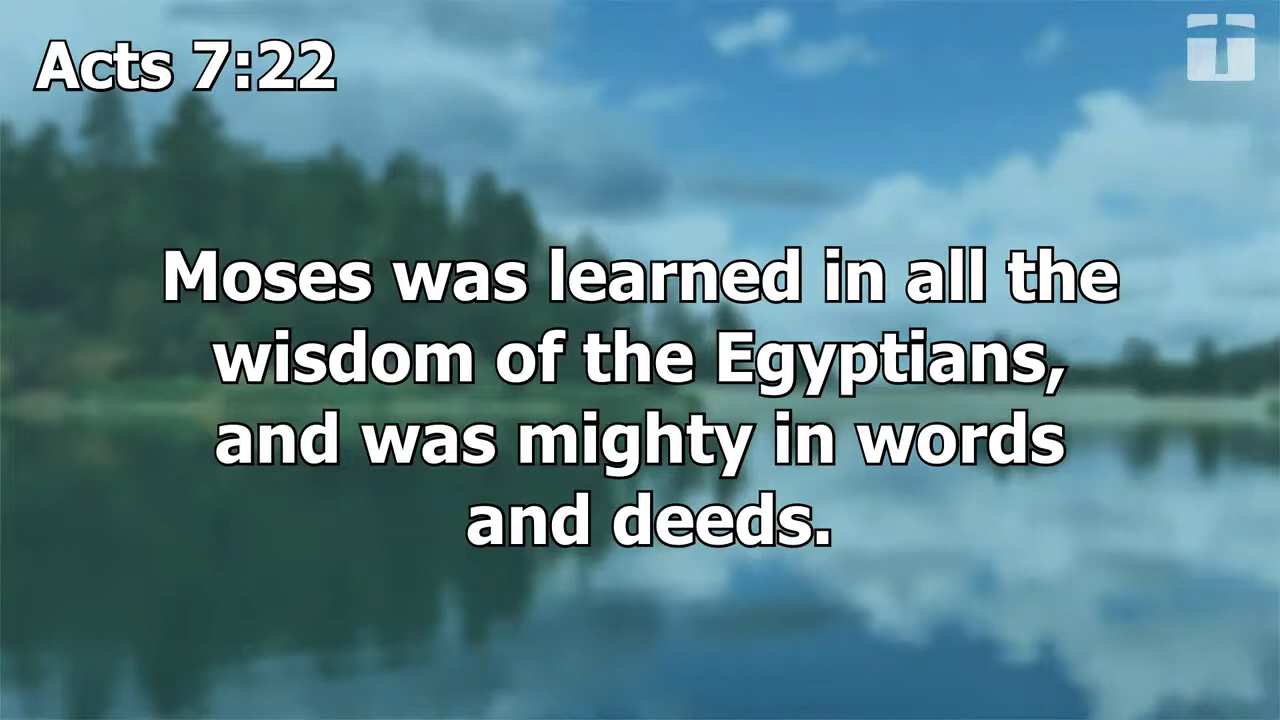 Acts 7:22
Moses was learned in all the
wisdom of the Egyptians,
and was mighty in words
and deeds.